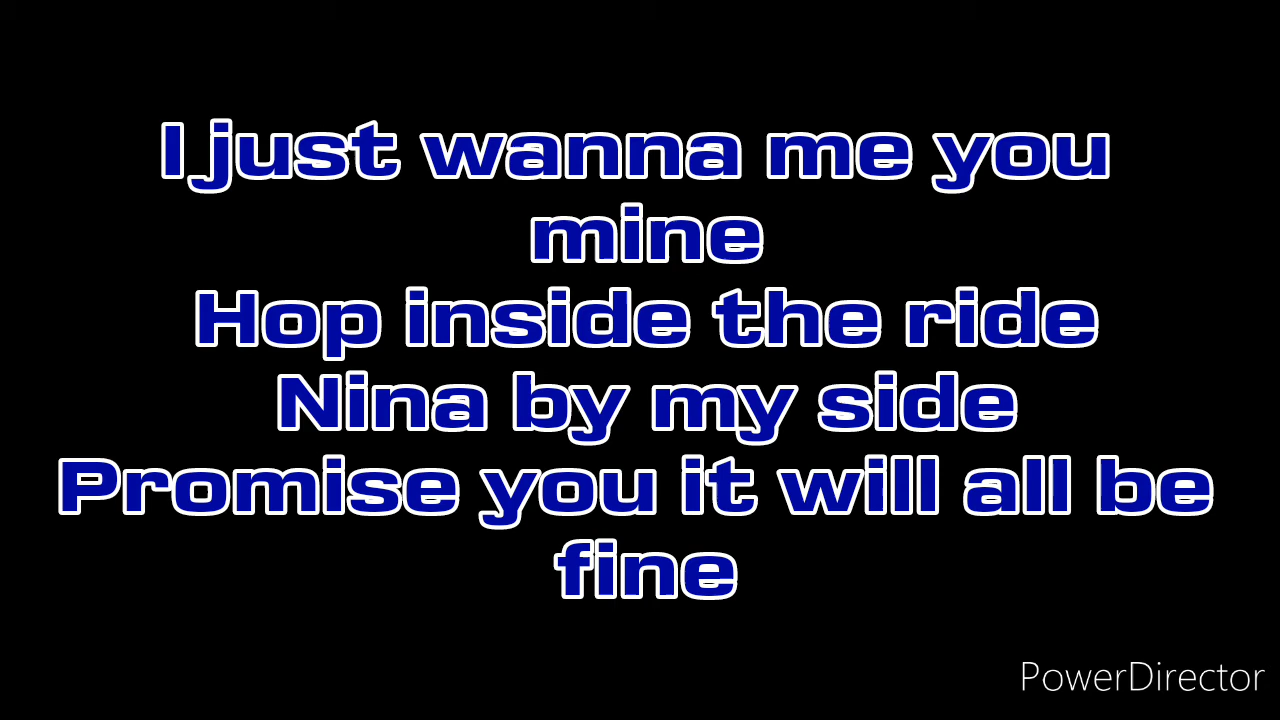 I just wanna me you
mine
Hop inside the ride
Nina by my side
Promise you it will all be
fine
PowerDirector